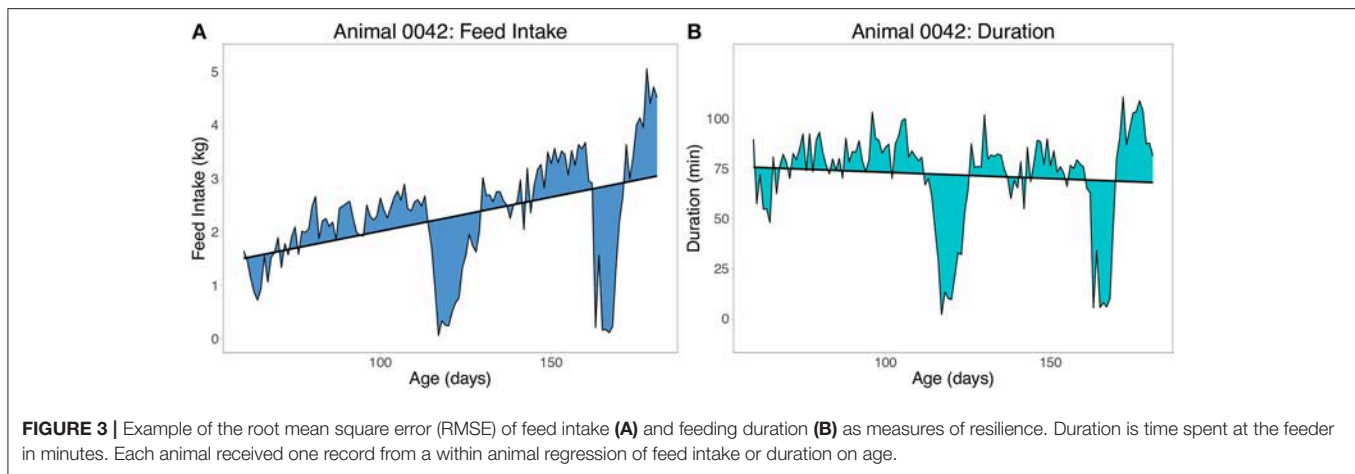 A
Animal 0042: Feed Intake
Feed Intake (kg)
5
4
3
2
1
0
100
150
Age (days)
B
Animal 0042: Duration
Duration (min)
100
75
50
25
0
100
150
Age (days)
FIGURE 3 | Example of the root mean square error (RMSE) of feed intake (A) and feeding duration (B) as measures of resilience. Duration is time spent at the feeder
in minutes. Each animal received one record from a within animal regression of feed intake or duration on age.